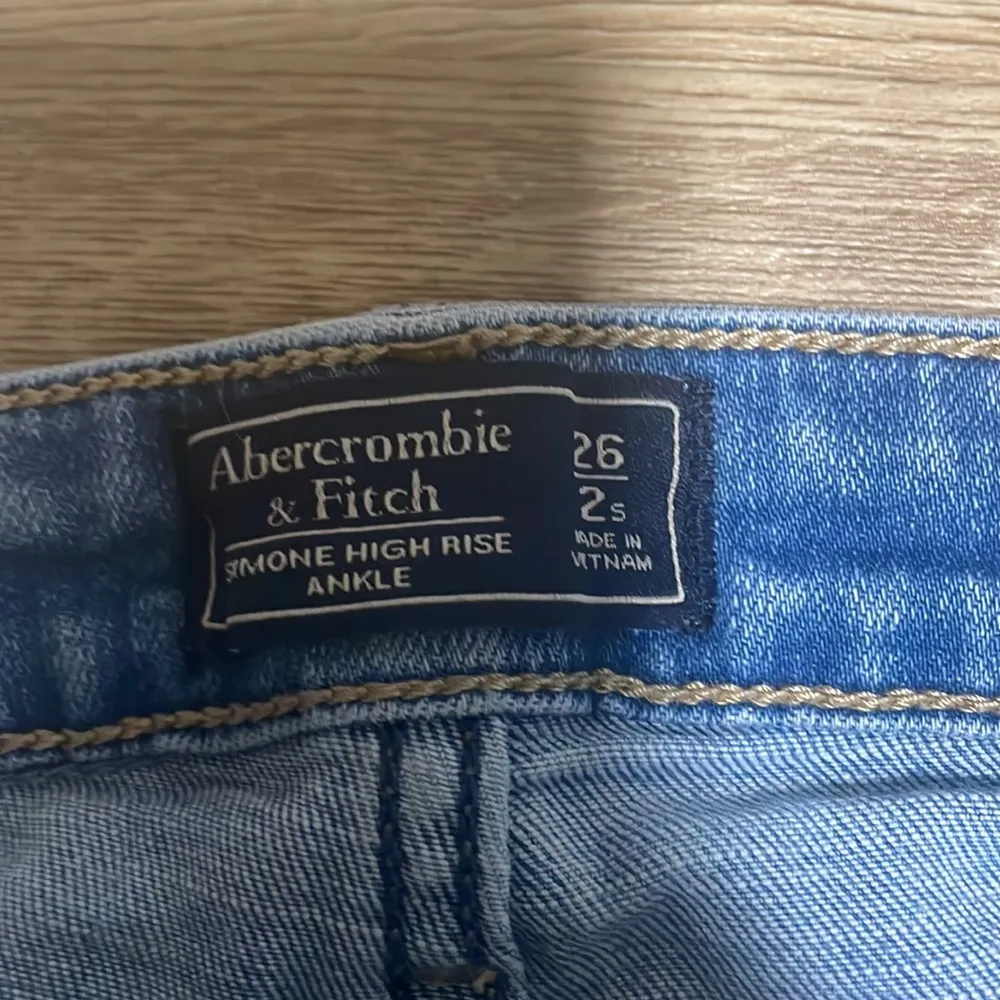 Abercrombie
& Fitch
SIMONE HIGH RISE
ANKLE
26
2S
MADE IN
VIETNAM